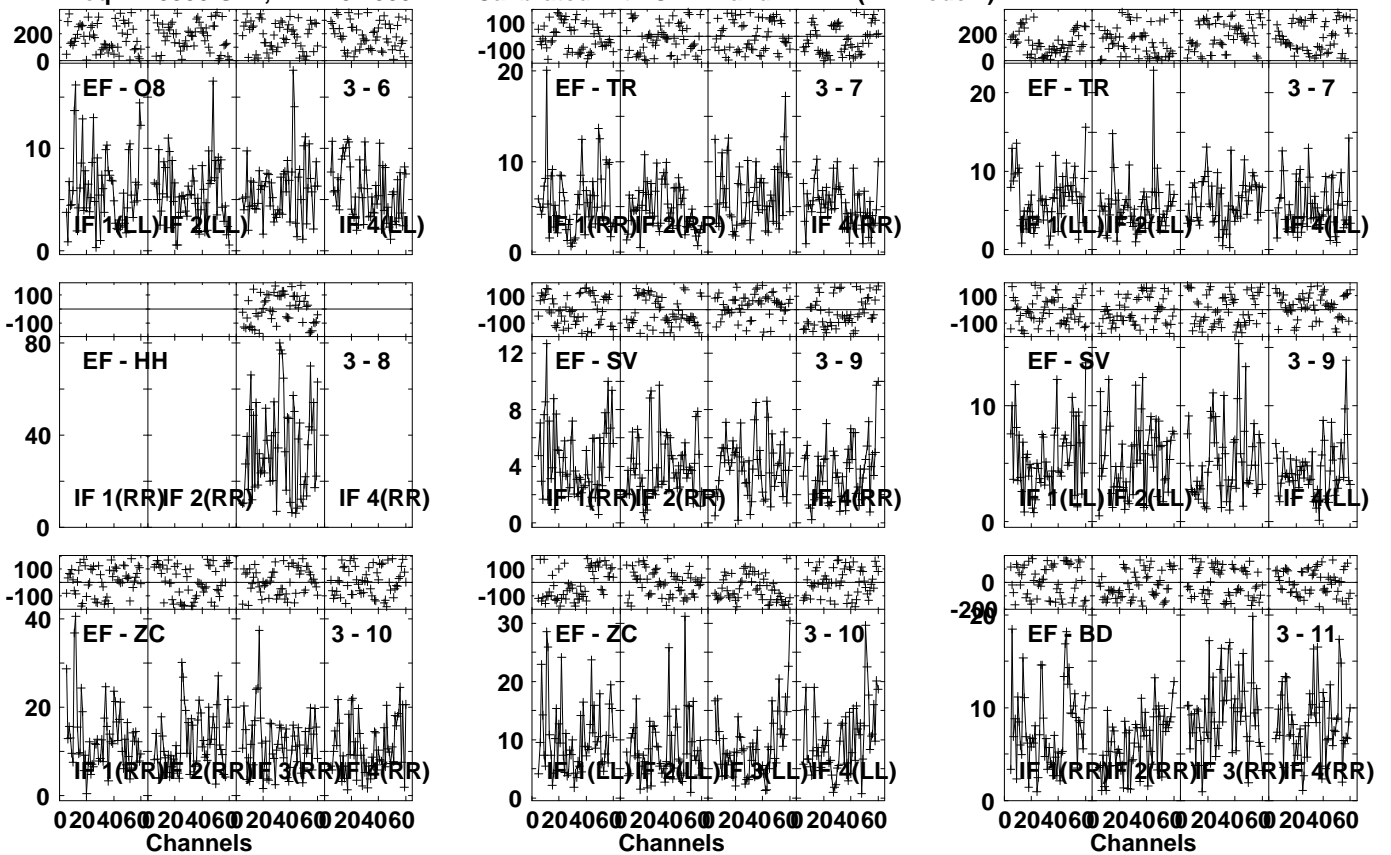 200
0
EF - O8 3 - 6
10
0
IF 1(LL) IF 2(LL) IF 4(LL)
100
-100
20
EF - TR 3 - 7
10
0
IF 1(RR) IF 2(RR) IF 4(RR)
200
0
20
EF - TR 3 - 7
10
0
IF 1(LL) IF 2(LL) IF 4(LL)
100
-100
80
EF - HH 3 - 8
40
0
IF 1(RR) IF 2(RR) IF 4(RR)
100
-100
12
EF - SV 3 - 9
8
4
0
IF 1(RR) IF 2(RR) IF 4(RR)
100
-100
EF - SV 3 - 9
10
0
IF 1(LL) IF 2(LL) IF 4(LL)
100
-100
40
EF - ZC 3 - 10
20
0
IF 1(RR) IF 2(RR) IF 3(RR) IF 4(RR)
0 20 40 60 0 20 40 60 0 20 40 60 0 20 40 60
Channels
100
-100
30
EF - ZC 3 - 10
20
10
0
IF 1(LL) IF 2(LL) IF 3(LL) IF 4(LL)
0 20 40 60 0 20 40 60 0 20 40 60 0 20 40 60
Channels
0
-200
20
EF - BD 3 - 11
10
0
IF 1(RR) IF 2(RR) IF 3(RR) IF 4(RR)
0 20 40 60 0 20 40 60 0 20 40 60 0 20 40 60
Channels